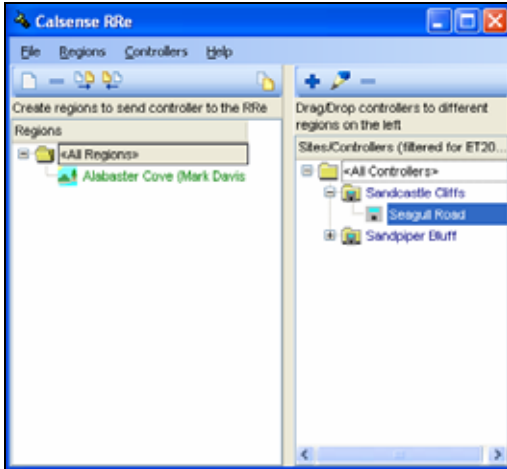 Calsense RRe
File Regions Controllers Help
Create regions to send controller to the RRe
Regions
<All Regions>
Alabaster Cove (Mark Davis
Drag/Drop controllers to different
regions on the left
Sites/Controllers (filtered for ET20...
<All Controllers>
Sandcastle Cliffs
Seagull Road
Sandpiper Bluff